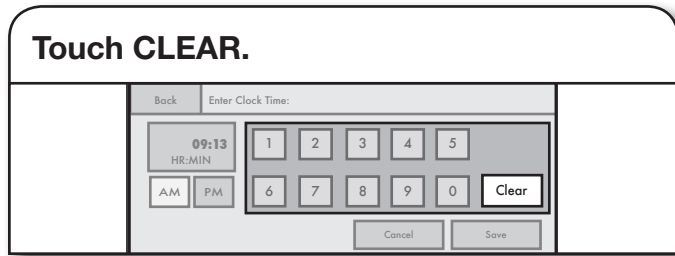 Touch CLEAR.
Back Enter Clock Time:
09:13
HR:MIN
1 2 3 4 5
AM PM
6 7 8 9 0 Clear
Cancel Save